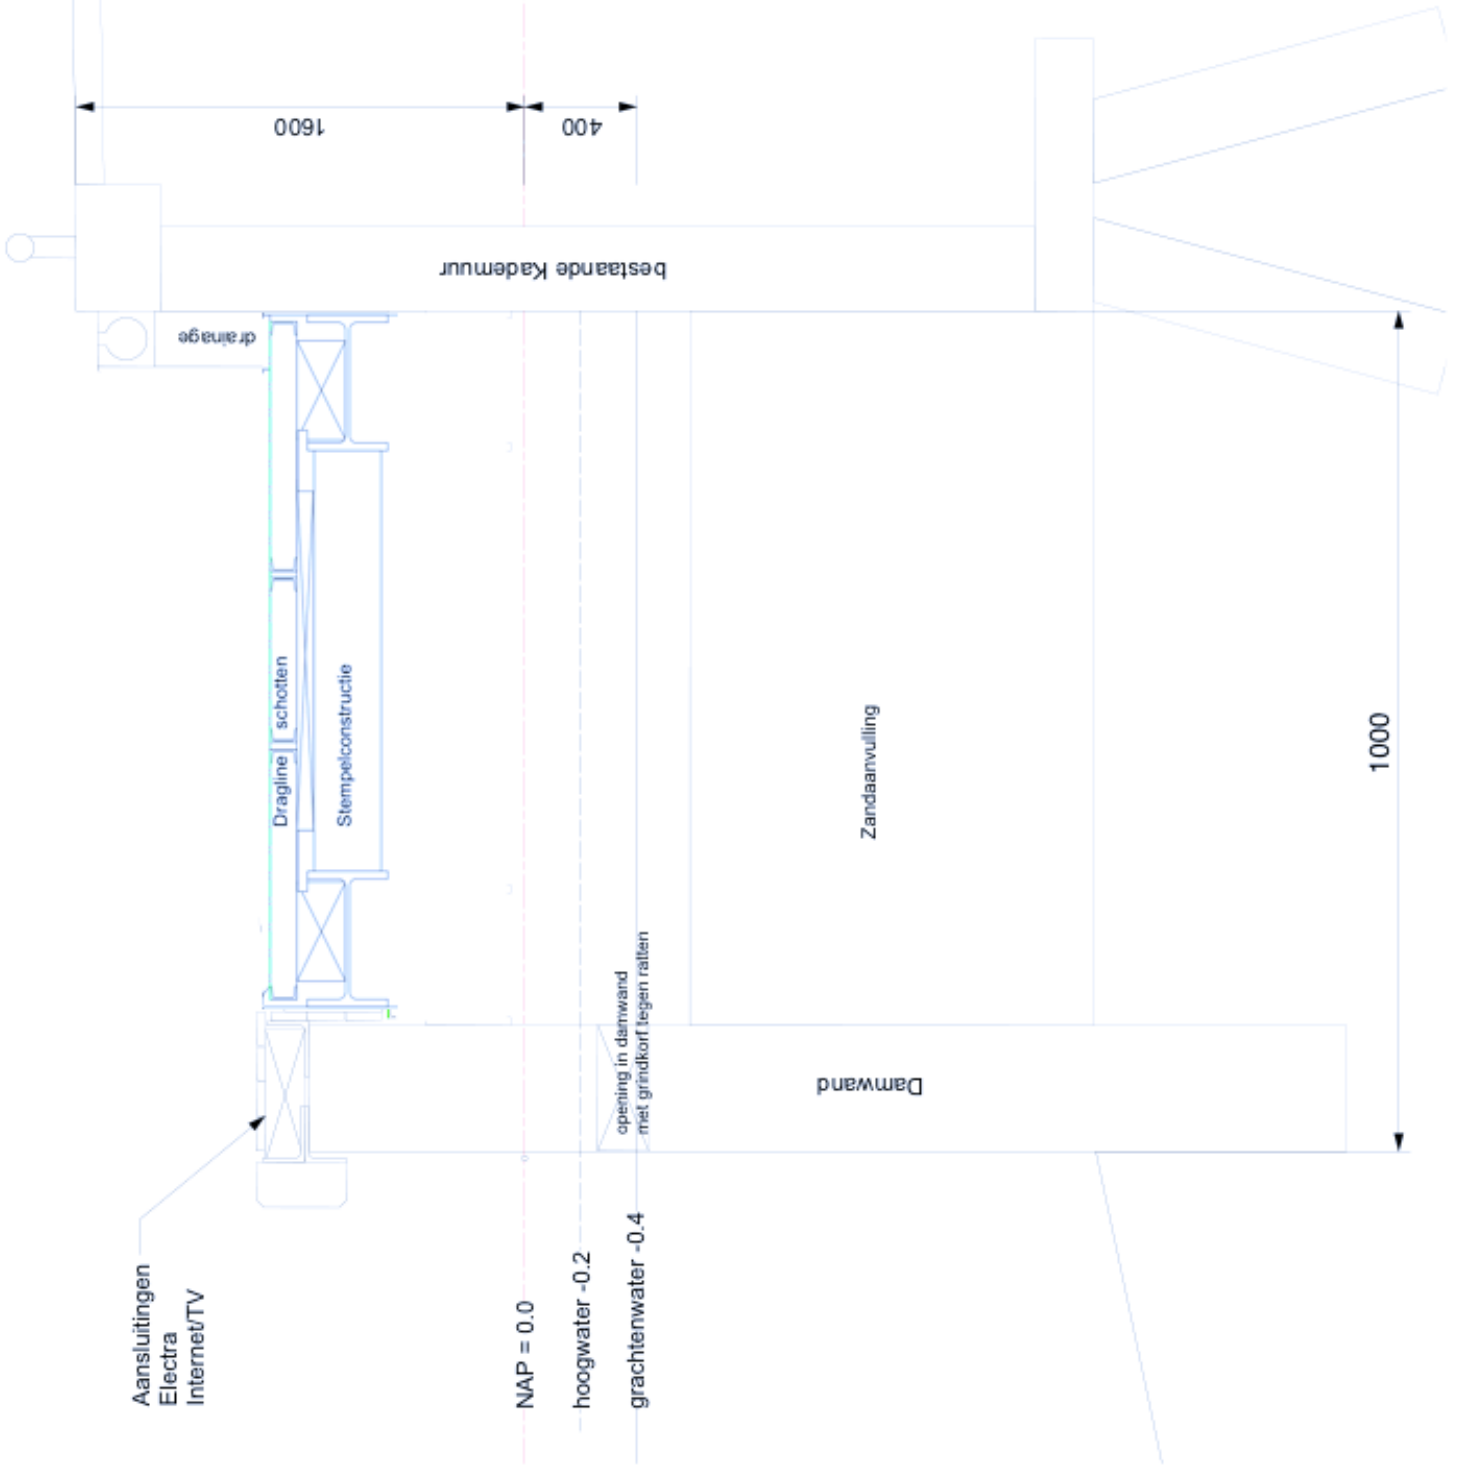 1600
400
bestaande Kademuur
drainage
Dragline schotten
Stempelconstructie
Zandaanvulling
1000
opening in damwand
met grindkorf tegen ratten
Damwand
Aansluitingen
Electra
Internet/TV
NAP = 0.0
hoogwater -0.2
grachtenwater -0.4